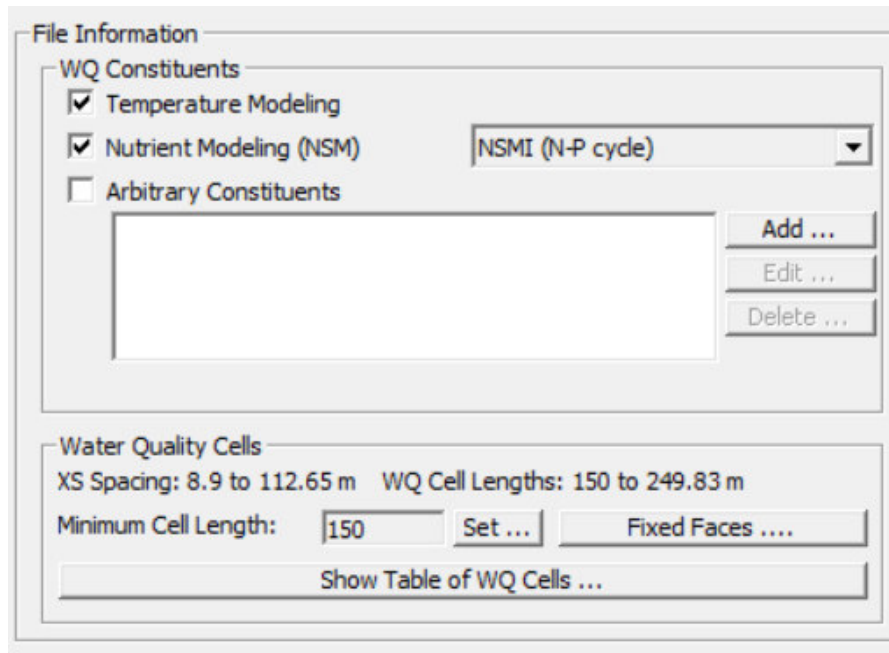 File Information
WQ Constituents
Temperature Modeling
Nutrient Modeling (NSM) NSMI (N-P cycle)
Arbitrary Constituents
Add ...
Edit ...
Delete ...
Water Quality Cells
XS Spacing: 8.9 to 112.65 m WQ Cell Lengths: 150 to 249.83 m
Minimum Cell Length: 150 Set ... Fixed Faces ....
Show Table of WQ Cells ...